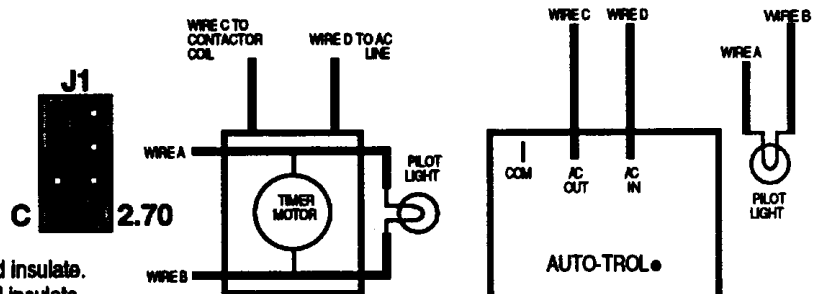 J1
C 2.70
d insulate.
WIRE C TO
CONTACTOR
COIL
WIRE D TO AC
LINE
WIRE A
TIMER
MOTOR
PILOT
LIGHT
WIRE B
WIRE C
WIRE D
WIRE A
WIRE B
COM
AC
OUT
AC
IN
PILOT
LIGHT
AUTO-TROL